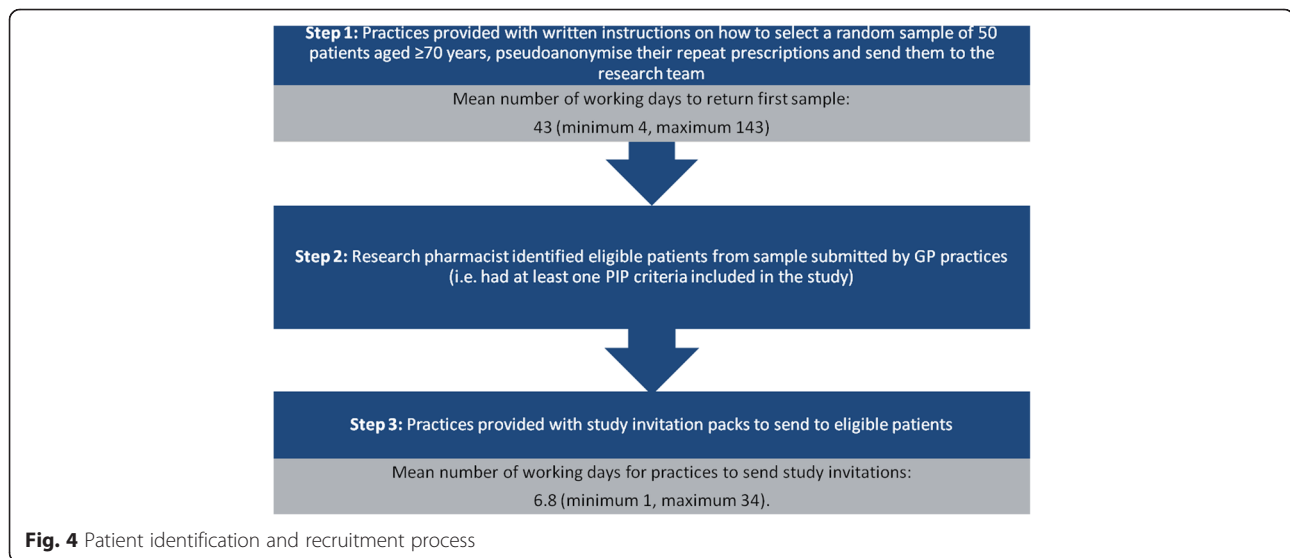 Step 1: Practices provided with written instructions on how to select a random sample of 50
patients aged ≥70 years, pseudoanonymise their repeat prescriptions and send them to the
research team
Mean number of working days to return first sample:
43 (minimum 4, maximum 143)
Step 2: Research pharmacist identified eligible patients from sample submitted by GP practices
(i.e. had at least one PIP criteria included in the study)
Step 3: Practices provided with study invitation packs to send to eligible patients
Mean number of working days for practices to send study invitations:
6.8 (minimum 1, maximum 34).
Fig. 4 Patient identification and recruitment process